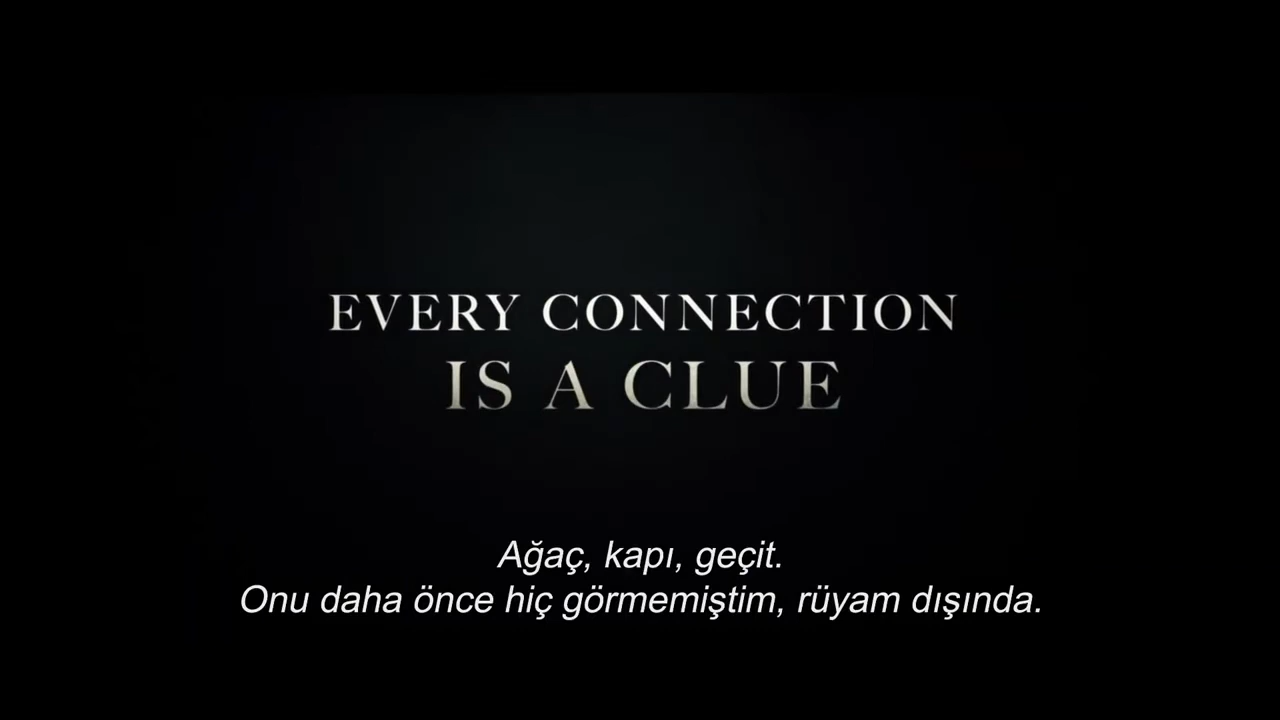 EVERY CONNECTION
IS A CLUE
Ağaç, kapı, geçit.
Onu daha önce hiç görmemiştim, rüyam dışında.